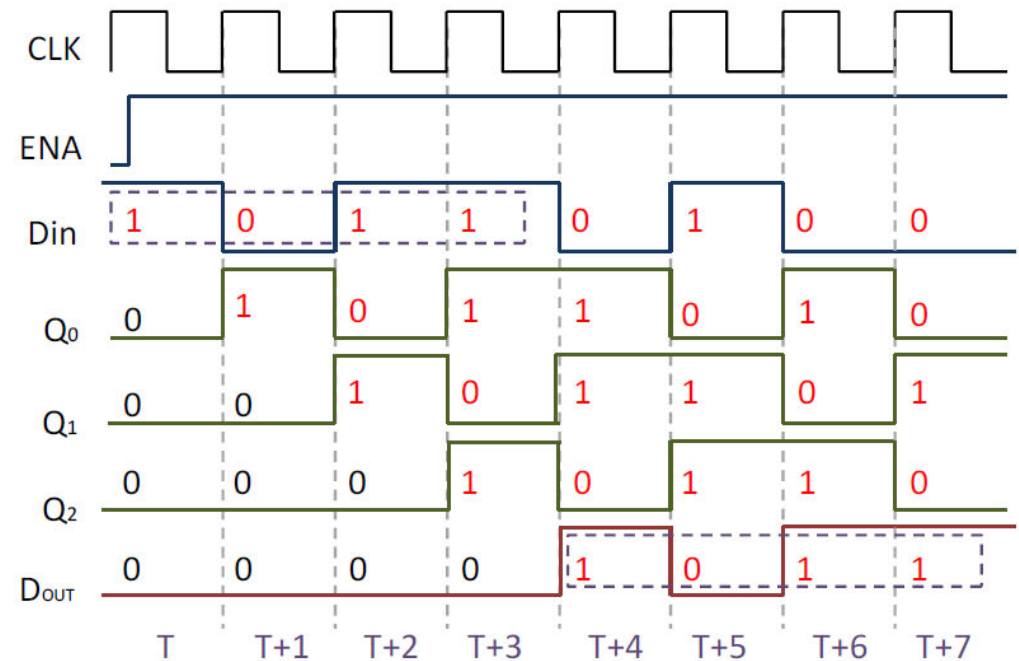 CLK
ENA
Din 1 0 1 1 0 1 0 0
Q0 0 1 0 1 1 0 1 0
Q1 0 0 1 0 1 1 0 1
Q2 0 0 0 1 0 1 1 0
DOUT 0 0 0 0 1 0 1 1
T T+1 T+2 T+3 T+4 T+5 T+6 T+7